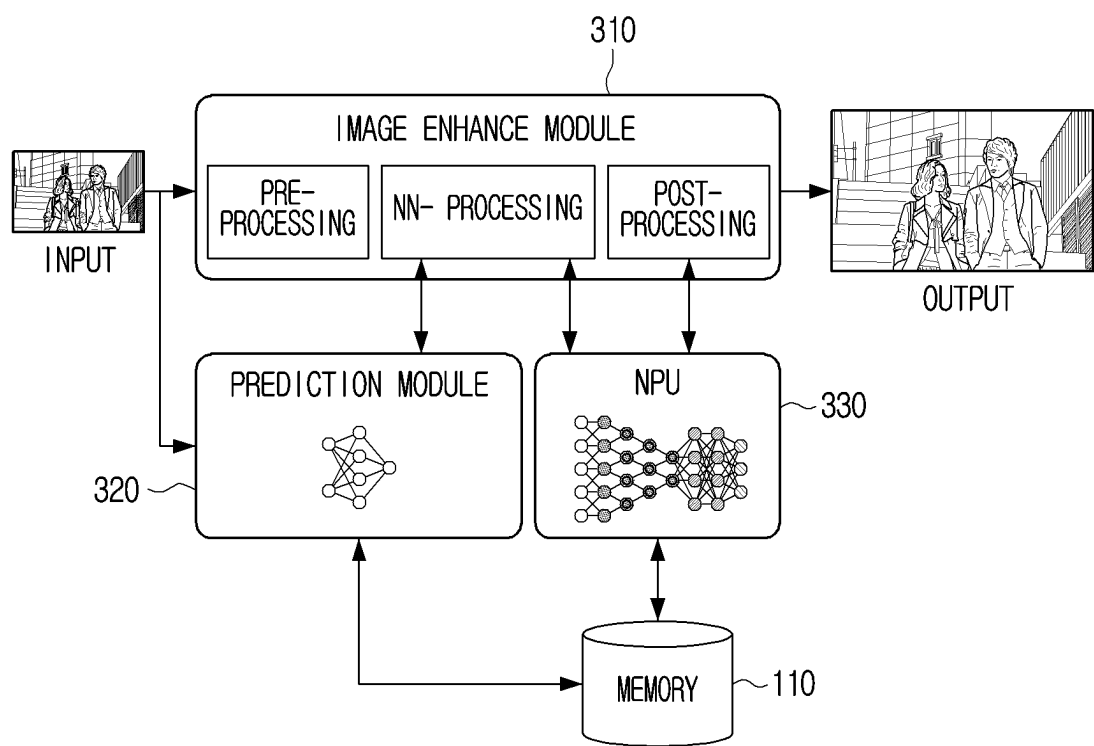 310
IMAGE ENHANCE MODULE
PRE-
PROCESSING
NN- PROCESSING
POST-
PROCESSING
INPUT
OUTPUT
PREDICTION MODULE
NPU
330
320
MEMORY
110